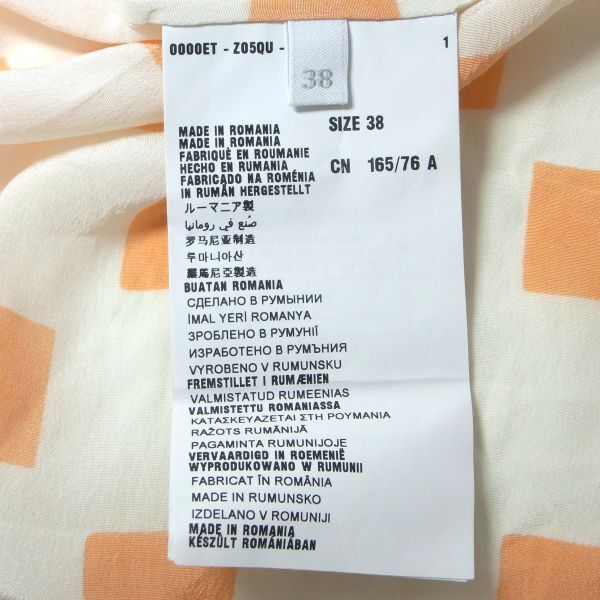 0000ET - Z05QU - 1
38
MADE IN ROMANIA SIZE 38
MADE IN ROMANIA
FABRIQUÈ EN ROUMANIE
HECHO EN RUMANIA CN 165/76 A
FABRICADO NA ROMÉNIA
IN RUMÄN HERGESTELLT
ルーマニア製
صُنع في رومانيا
罗马尼亚制造
두마니아산
羅馬尼亞製造
BUATAN ROMANIA
СДЕЛАНО В РУМЫНИИ
İMAL YERİ ROMANYA
ЗРОБЛЕНО В РУМУНІЇ
ИЗРАБОТЕНО В РУМЪНИЯ
VYROBENO V RUMUNSKU
FREMSTILLET I RUMÆNIEN
VALMISTATUD RUMEENIAS
VALMISTETTU ROMANIASSA
ΚΑΤΑΣΚΕΥΑΖΕΤΑΙ ΣΤΗ ΡΟΥΜΑΝΙΑ
RAŽOTS RUMĀNIJĀ
PAGAMINTA RUMUNIJOJE
VERVAARDIGD IN ROEMENIË
WYPRODUKOWANO W RUMUNII
FABRICAT ÎN ROMÂNIA
MADE IN RUMUNSKO
IZDELANO V ROMUNIJI
MADE IN ROMANIA
KÉSZÜLT ROMÁNIÁBAN